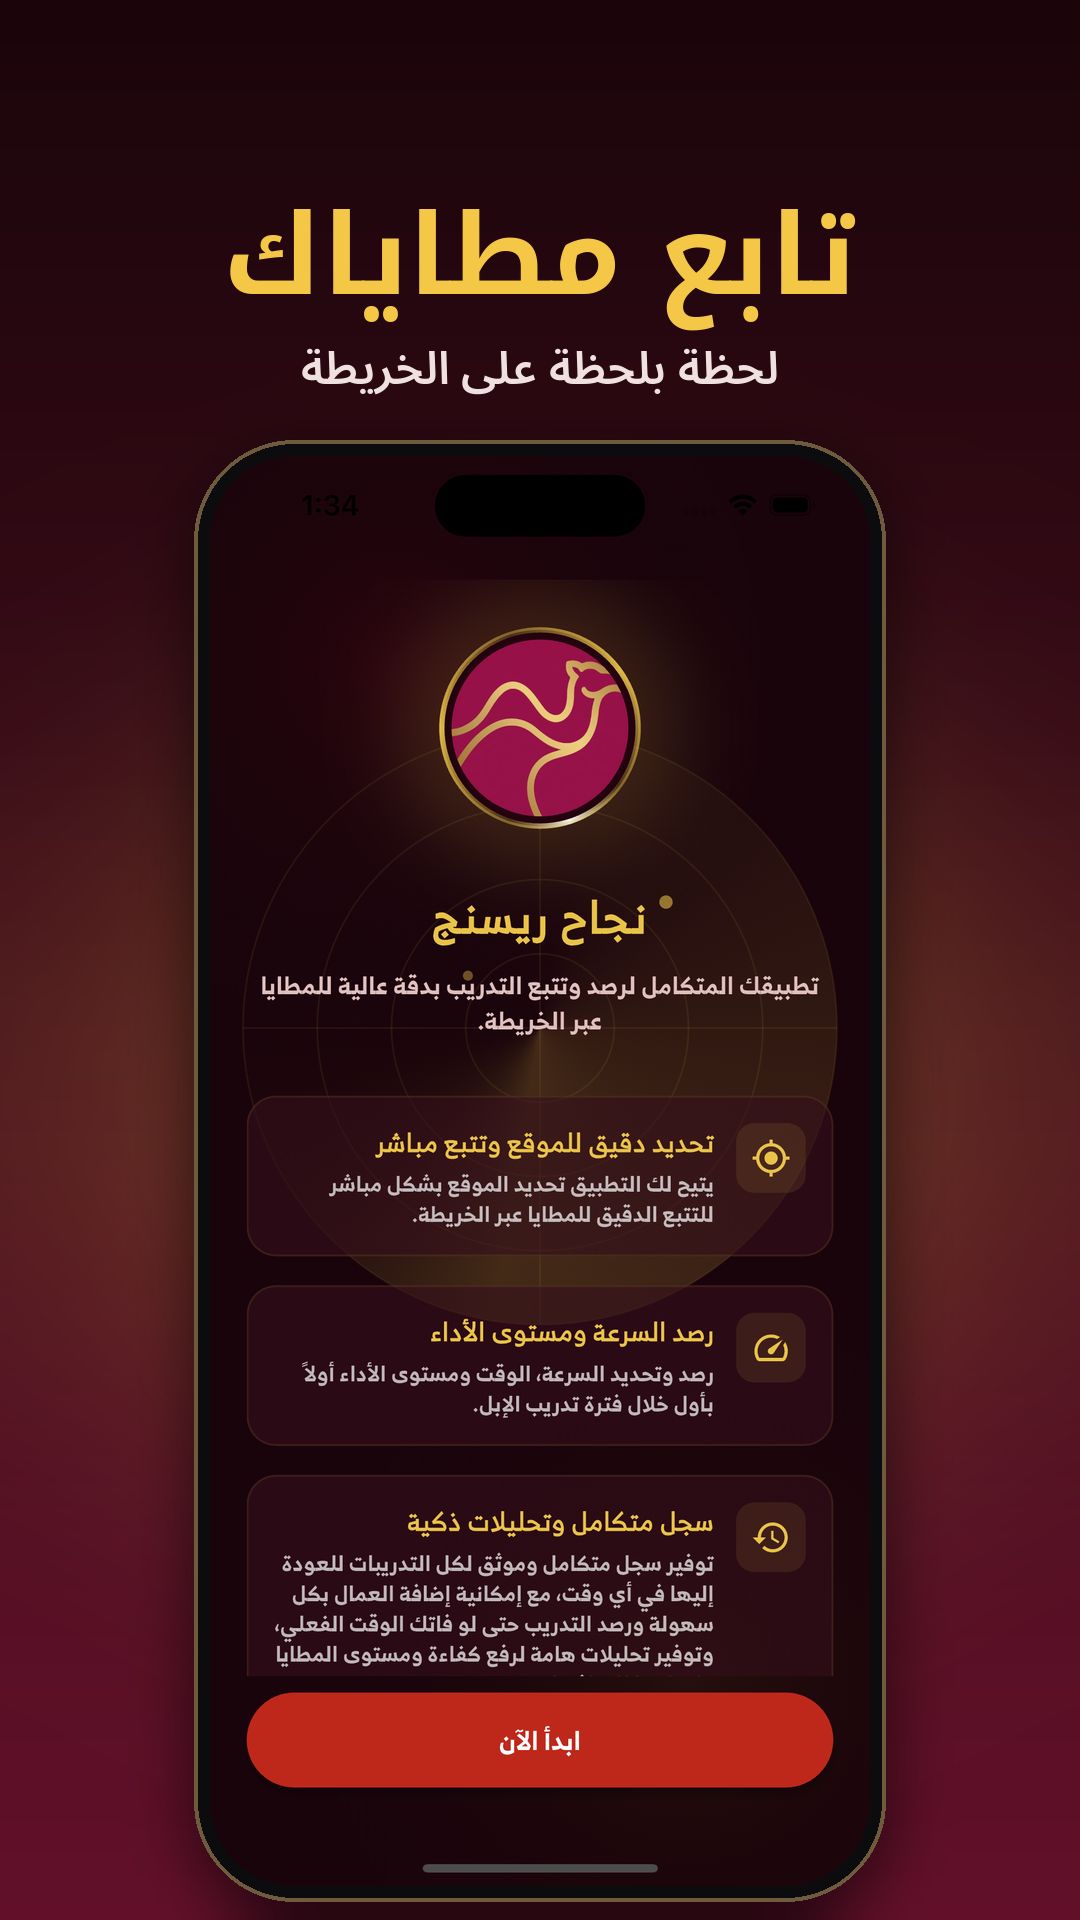 تابع مطاياك
لحظة بلحظة على الخريطة
1:34
نجاح ريسنج
تطبيقك المتكامل لرصد وتتبع التدريب بدقة عالية للمطايا
عبر الخريطة.
تحديد دقيق للموقع وتتبع مباشر
يتيح لك التطبيق تحديد الموقع بشكل مباشر
للتتبع الدقيق للمطايا عبر الخريطة.
رصد السرعة ومستوى الأداء
رصد وتحديد السرعة، الوقت ومستوى الأداء أولاً
بأول خلال فترة تدريب الإبل.
سجل متكامل وتحليلات ذكية
توفير سجل متكامل وموثق لكل التدريبات للعودة
إليها في أي وقت، مع إمكانية إضافة العمال بكل
سهولة ورصد التدريب حتى لو فاتك الوقت الفعلي،
وتوفير تحليلات هامة لرفع كفاءة ومستوى المطايا
ابدأ الآن